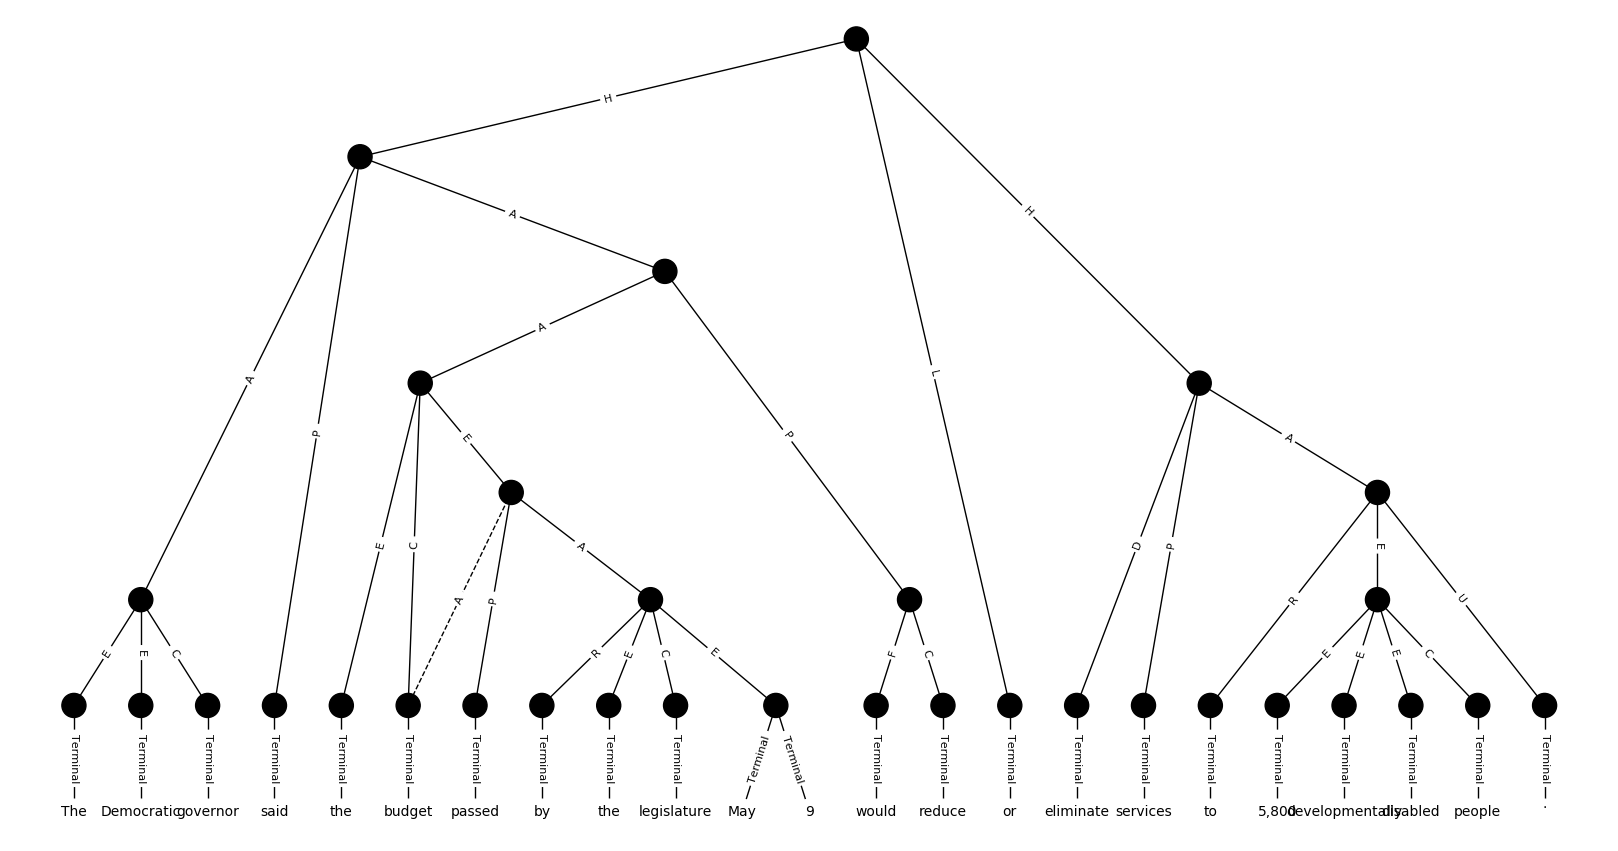 H
A
H
A
A
P
L
A
P
E
E
C
E
A
D
P
A
P
A
E
R
U
E
E
C
R
E
C
E
F
C
E
E
E
C
Terminal Terminal Terminal Terminal Terminal Terminal Terminal Terminal Terminal Terminal Terminal Terminal Terminal Terminal Terminal Terminal Terminal Terminal Terminal Terminal Terminal Terminal Terminal
The Democratic governor said the budget passed by the legislature May 9 would reduce or eliminate services to 5,800 developmentally disabled people .